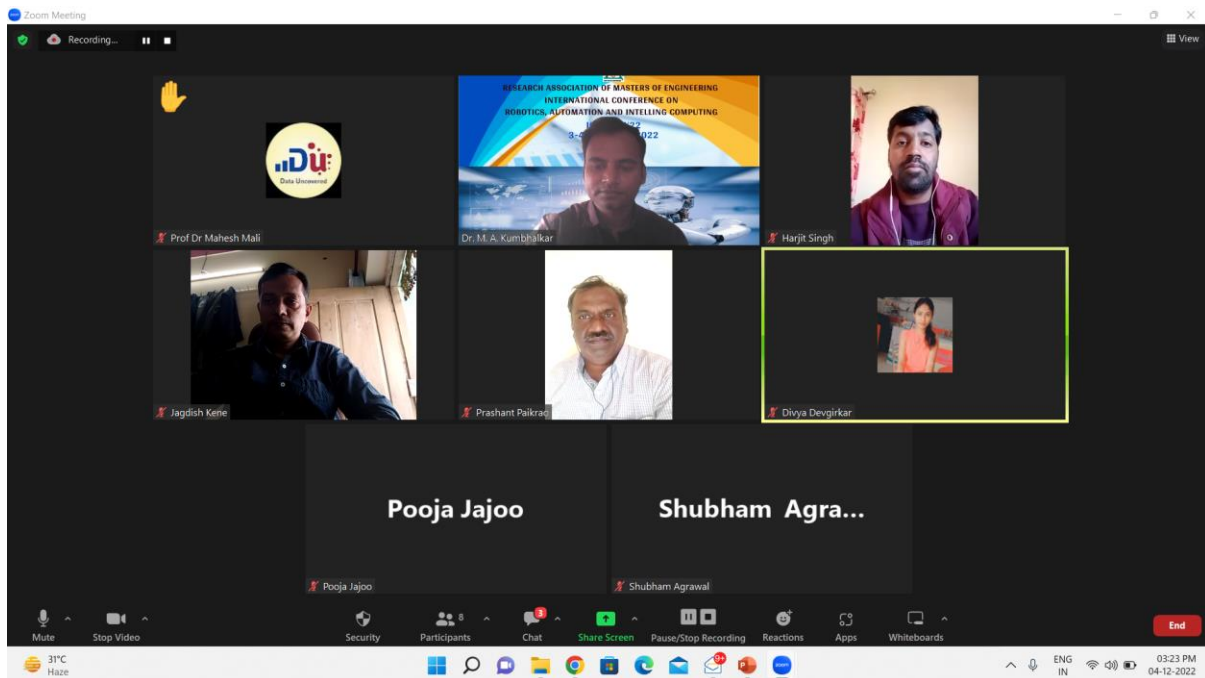 Zoom Meeting
Recording...
View
RESEARCH ASSOCIATION OF MASTERS OF ENGINEERING
INTERNATIONAL CONFERENCE ON
ROBOTICS, AUTOMATION AND INTELLING COMPUTING
Data Uncovered
Prof Dr Mahesh Mali
Dr. M. A. Kumbhalkar
Harjit Singh
Jagdish Kene
Prashant Paikrao
Divya Devgirkar
Pooja Jajoo
Shubham Agra...
Pooja Jajoo
Shubham Agrawal
Mute
Stop Video
Security
Participants
8
Chat
3
Share Screen
Pause/Stop Recording
Reactions
Apps
Whiteboards
End
31°C
Haze
9+
ENG
IN
03:23 PM
04-12-2022